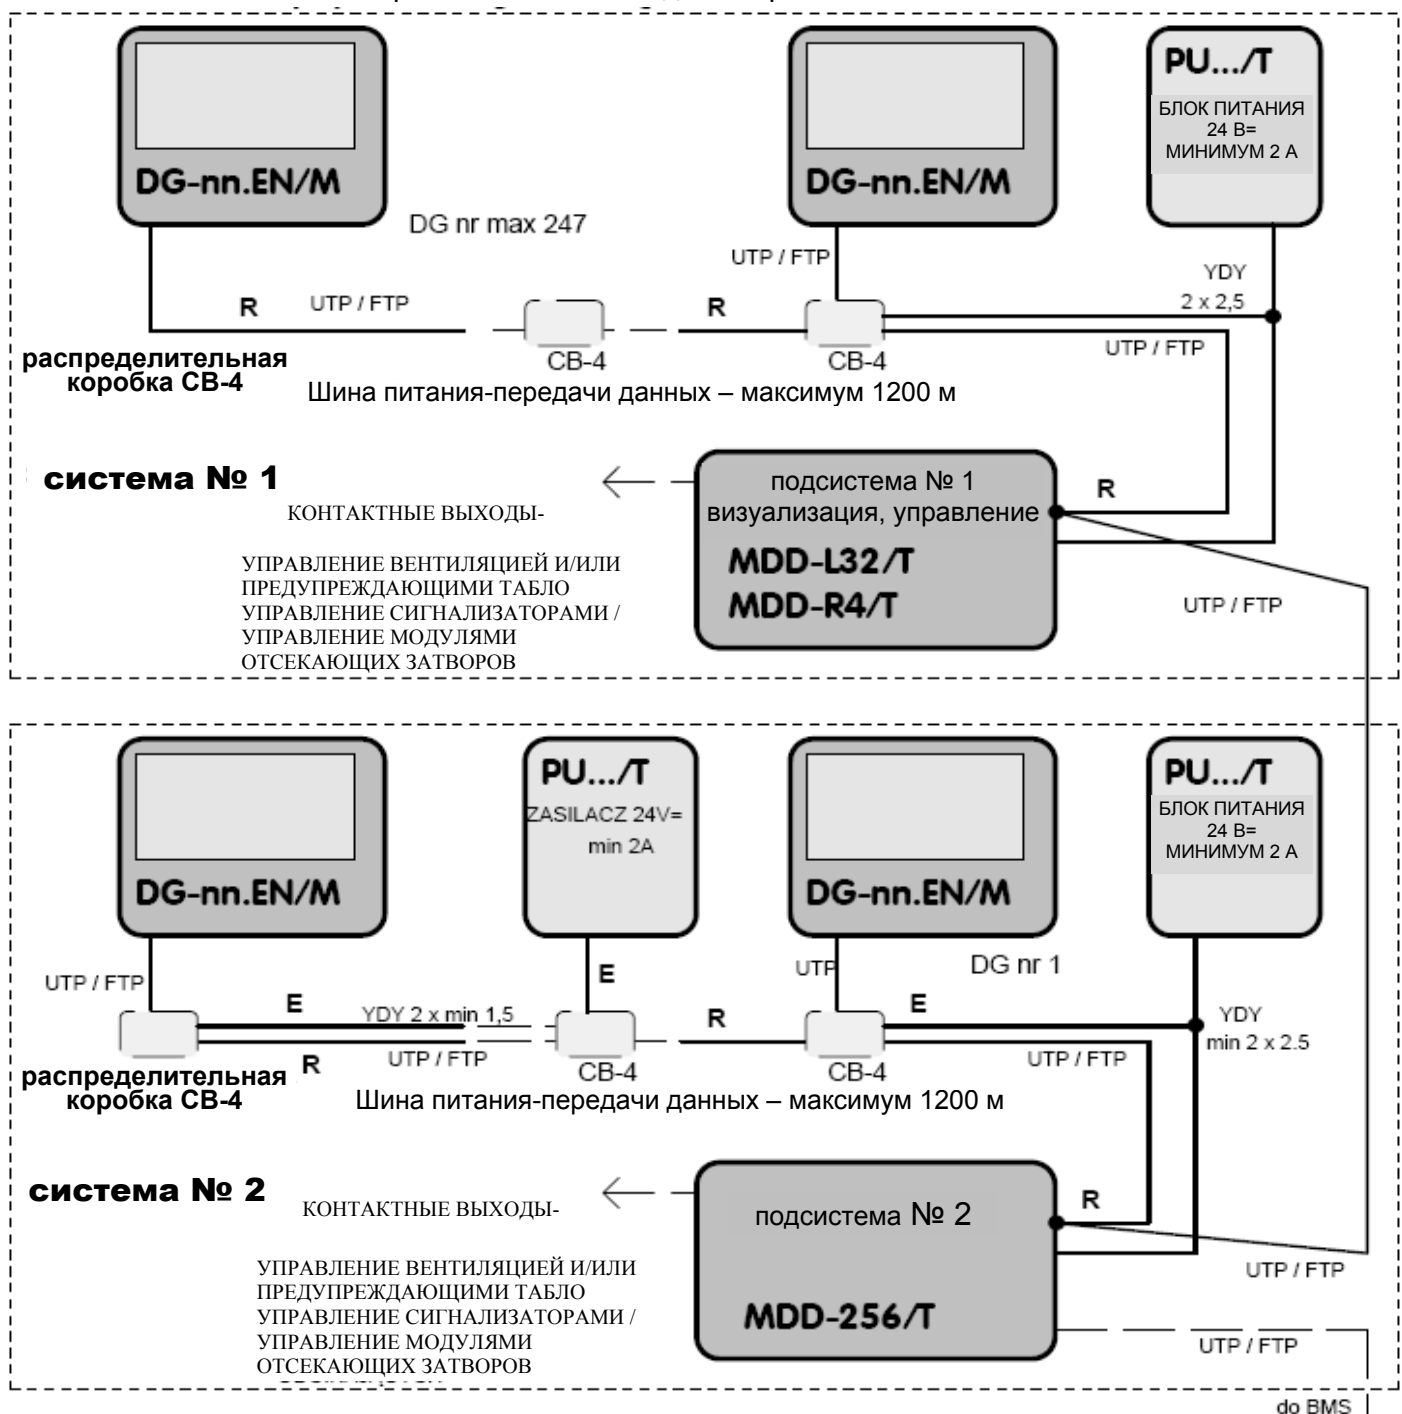 PU.../T
БЛОК ПИТАНИЯ
24 В=
МИНИМУМ 2 А
DG-nn.EN/M
DG-nn.EN/M
DG nr max 247
UTP / FTP
YDY
2 x 2,5
R
UTP / FTP
R
UTP / FTP
распределительная
коробка СВ-4
CB-4
CB-4
Шина питания-передачи данных – максимум 1200 м
система № 1
подсистема № 1
визуализация, управление
R
MDD-L32/T
MDD-R4/T
UTP / FTP
КОНТАКТНЫЕ ВЫХОДЫ-
УПРАВЛЕНИЕ ВЕНТИЛЯЦИЕЙ И/ИЛИ
ПРЕДУПРЕЖДАЮЩИМИ ТАБЛО
УПРАВЛЕНИЕ СИГНАЛИЗАТОРАМИ /
УПРАВЛЕНИЕ МОДУЛЯМИ
ОТСЕКАЮЩИХ ЗАТВОРОВ
PU.../T
ZASILACZ 24V=
min 2A
PU.../T
БЛОК ПИТАНИЯ
24 В=
МИНИМУМ 2 А
DG-nn.EN/M
DG-nn.EN/M
UTP / FTP
E
UTP
DG nr 1
E
YDY 2 x min 1,5
R
E
YDY
min 2 x 2.5
R
UTP / FTP
UTP / FTP
распределительная
коробка СВ-4
CB-4
CB-4
Шина питания-передачи данных – максимум 1200 м
система № 2
подсистема № 2
R
MDD-256/T
UTP / FTP
КОНТАКТНЫЕ ВЫХОДЫ-
УПРАВЛЕНИЕ ВЕНТИЛЯЦИЕЙ И/ИЛИ
ПРЕДУПРЕЖДАЮЩИМИ ТАБЛО
УПРАВЛЕНИЕ СИГНАЛИЗАТОРАМИ /
УПРАВЛЕНИЕ МОДУЛЯМИ
ОТСЕКАЮЩИХ ЗАТВОРОВ
UTP / FTP
do BMS